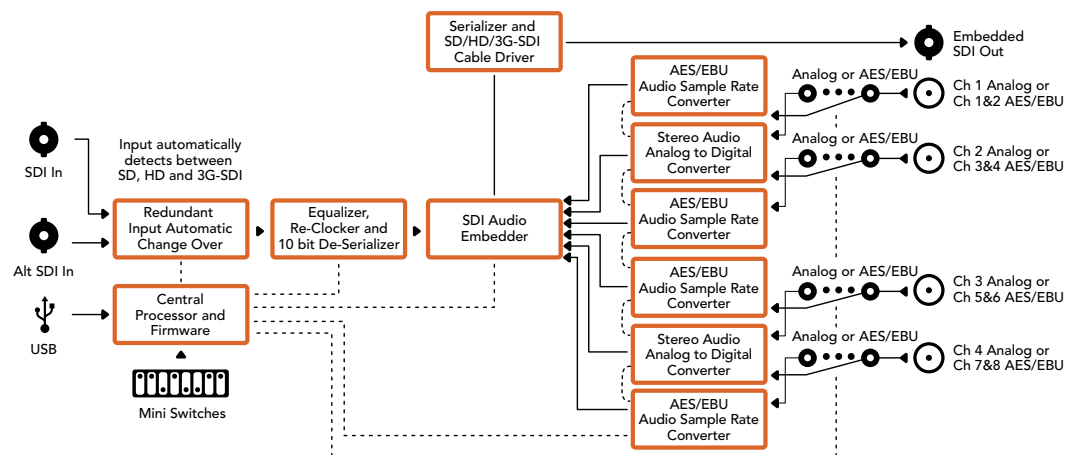 Serializer and
SD/HD/3G-SDI
Cable Driver
Embedded
SDI Out
AES/EBU
Audio Sample Rate
Converter
Analog or AES/EBU
Ch 1 Analog or
Ch 1&2 AES/EBU
SDI In
Input automatically
detects between
SD, HD and 3G-SDI
Stereo Audio
Analog to Digital
Converter
Analog or AES/EBU
Ch 2 Analog or
Ch 3&4 AES/EBU
Alt SDI In
Redundant
Input Automatic
Change Over
Equalizer,
Re-Clocker and
10 bit De-Serializer
SDI Audio
Embedder
AES/EBU
Audio Sample Rate
Converter
USB
Central
Processor and
Firmware
AES/EBU
Audio Sample Rate
Converter
Analog or AES/EBU
Ch 3 Analog or
Ch 5&6 AES/EBU
Mini Switches
Stereo Audio
Analog to Digital
Converter
Analog or AES/EBU
Ch 4 Analog or
Ch 7&8 AES/EBU
AES/EBU
Audio Sample Rate
Converter